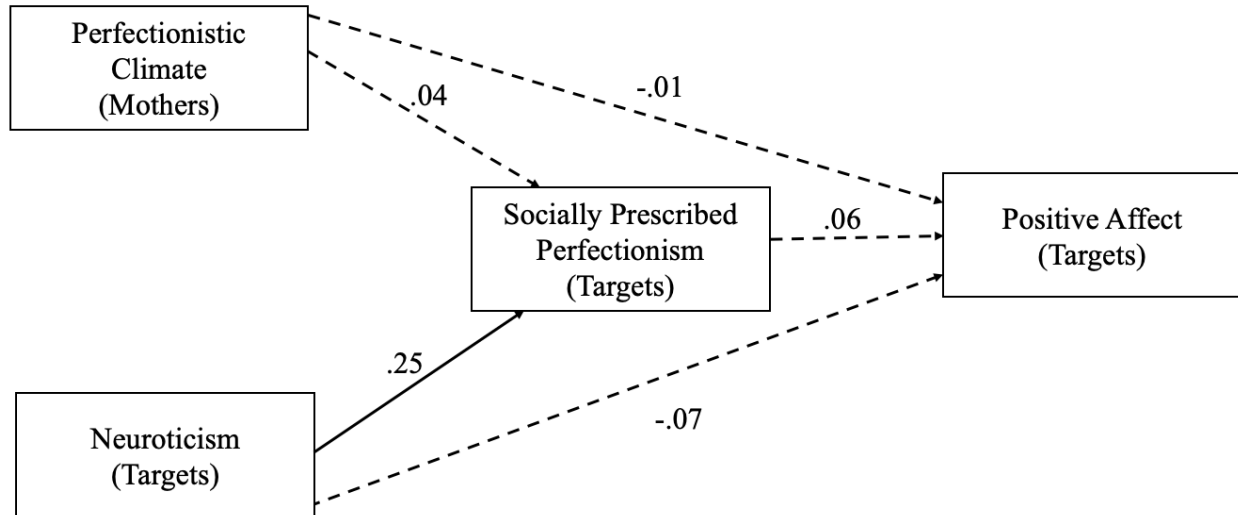 Perfectionistic
Climate
(Mothers)
-.01
.04
Socially Prescribed
Perfectionism
(Targets)
.06
Positive Affect
(Targets)
.25
Neuroticism
(Targets)
-.07